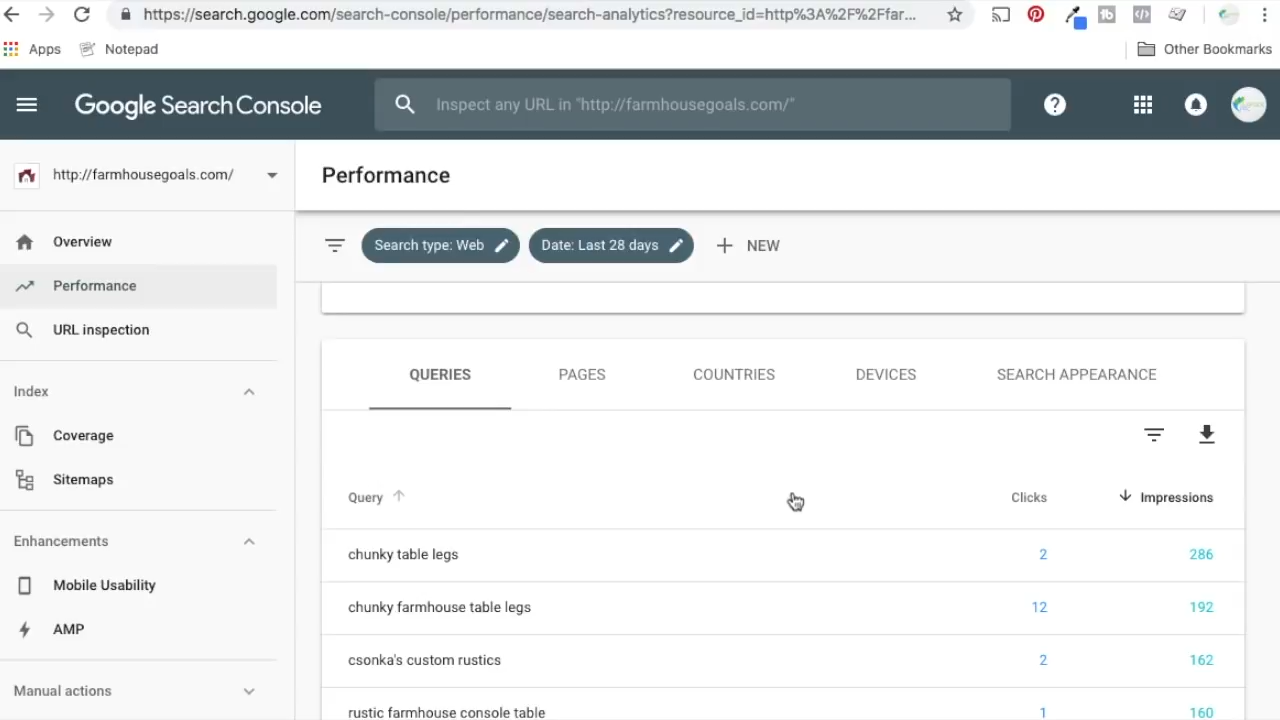 https://search.google.com/search-console/performance/search-analytics?resource_id=http%3A%2F%2Ffar...
Apps Notepad Other Bookmarks
Google Search Console Inspect any URL in "http://farmhousegoals.com/"
http://farmhousegoals.com/
Performance
Search type: Web Date: Last 28 days NEW
Overview
Performance
URL inspection
Index
Coverage
Sitemaps
Enhancements
Mobile Usability
AMP
Manual actions
QUERIES PAGES COUNTRIES DEVICES SEARCH APPEARANCE
Query Clicks Impressions
chunky table legs 2 286
chunky farmhouse table legs 12 192
csonka's custom rustics 2 162
rustic farmhouse console table 1 160